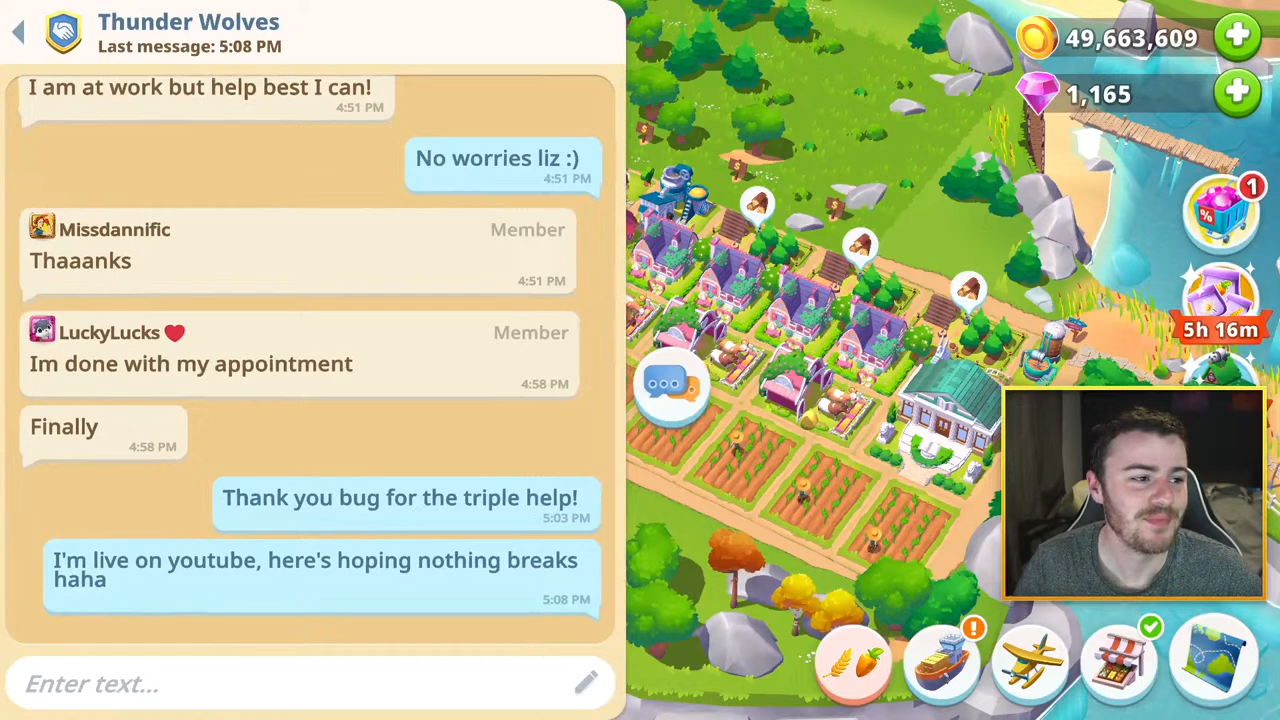 Thunder Wolves
Last message: 5:08 PM
I am at work but help best I can!
4:51 PM
No worries liz :)
4:51 PM
Missdannific
Member
Thaaanks
4:51 PM
LuckyLucks ❤
Member
Im done with my appointment
4:58 PM
Finally
4:58 PM
Thank you bug for the triple help!
5:03 PM
I'm live on youtube, here's hoping nothing breaks
haha
5:08 PM
Enter text...
49,663,609
1,165
1
%
5h 16m
!